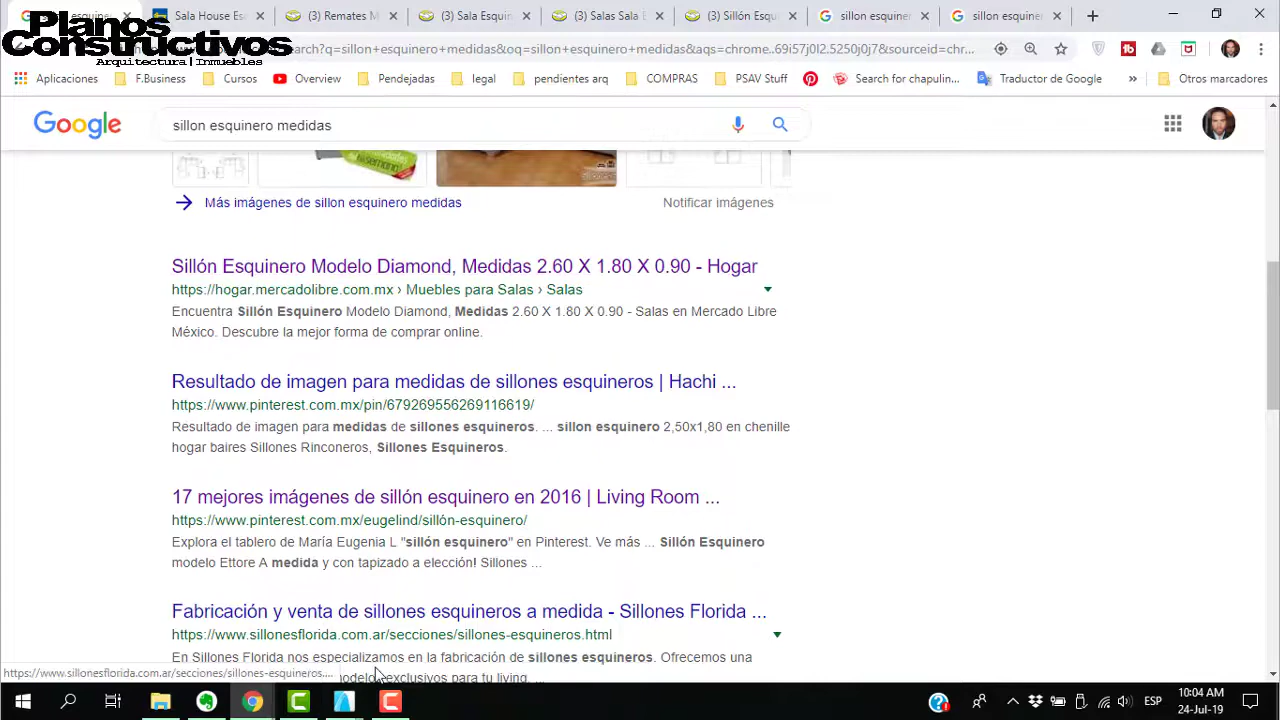 Planos
Constructivos
Arquitectura | Inmuebles
esquin
Sala House Es
(3) Remates M
(3) Sala Esquin
(3) Salas Sala E
(3) Sillón Esqu
sillon esquiner
sillon esquine
search?q=sillon+esquinero+medidas&oq=sillon+esquinero+medidas&aqs=chrome..69i57j0l2.5250j0j7&sourceid=chr...
Aplicaciones
F.Business
Cursos
Overview
Pendejadas
legal
pendientes arq
COMPRAS
PSAV Stuff
Search for chapulin...
Traductor de Google
»
Otros marcadores
Google
sillon esquinero medidas
Más imágenes de sillon esquinero medidas
Notificar imágenes
Sillón Esquinero Modelo Diamond, Medidas 2.60 X 1.80 X 0.90 - Hogar
https://hogar.mercadolibre.com.mx › Muebles para Salas › Salas
Encuentra Sillón Esquinero Modelo Diamond, Medidas 2.60 X 1.80 X 0.90 - Salas en Mercado Libre
México. Descubre la mejor forma de comprar online.
Resultado de imagen para medidas de sillones esquineros | Hachi ...
https://www.pinterest.com.mx/pin/679269556269116619/
Resultado de imagen para medidas de sillones esquineros. ... sillon esquinero 2,50x1,80 en chenille
hogar baires Sillones Rinconeros, Sillones Esquineros.
17 mejores imágenes de sillón esquinero en 2016 | Living Room ...
https://www.pinterest.com.mx/eugelind/sillón-esquinero/
Explora el tablero de María Eugenia L "sillón esquinero" en Pinterest. Ve más ... Sillón Esquinero
modelo Ettore A medida y con tapizado a elección! Sillones ...
Fabricación y venta de sillones esquineros a medida - Sillones Florida ...
https://www.sillonesflorida.com.ar/secciones/sillones-esquineros.html
En Sillones Florida nos especializamos en la fabricación de sillones esquineros. Ofrecemos una
modelo exclusivos para tu living. ...
https://www.sillonesflorida.com.ar/secciones/sillones-esquineros....
ESP
10:04 AM
24-Jul-19